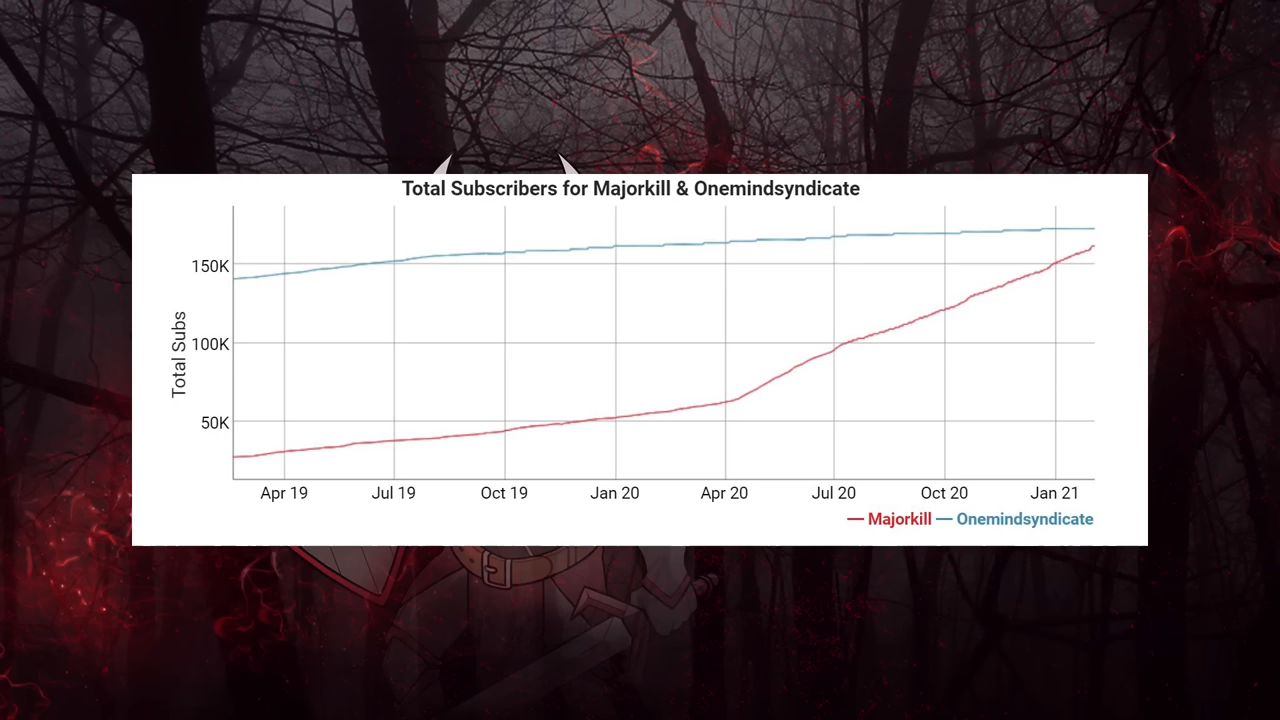 Total Subscribers for Majorkill & Onemindsyndicate
150K
100K
50K
Total Subs
Apr 19 Jul 19 Oct 19 Jan 20 Apr 20 Jul 20 Oct 20 Jan 21
Majorkill Onemindsyndicate